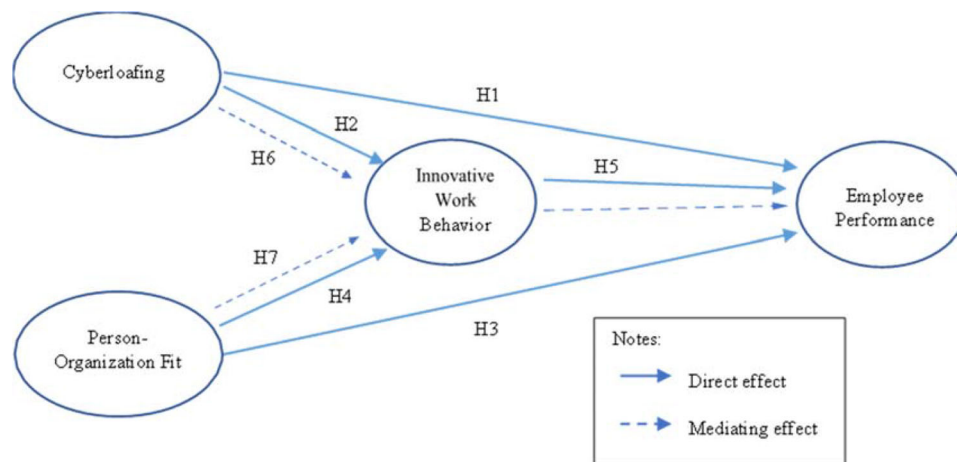 Cyberloafing
H1
H2
H6
Innovative
Work
Behavior
H5
Employee
Performance
H7
H4
H3
Person-
Organization Fit
Notes:
Direct effect
Mediating effect